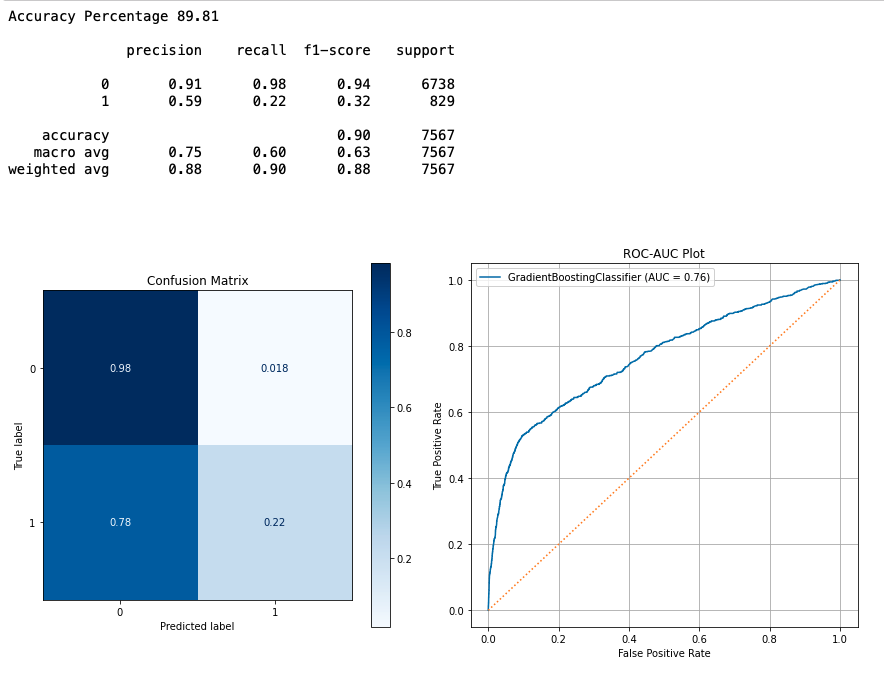 Accuracy Percentage 89.81
precision recall f1-score support
0 0.91 0.98 0.94 6738
1 0.59 0.22 0.32 829
accuracy 0.90 7567
macro avg 0.75 0.60 0.63 7567
weighted avg 0.88 0.90 0.88 7567
Confusion Matrix
True label
0
1
0.98 0.018
0.78 0.22
0 1
Predicted label
0.8
0.6
0.4
0.2
ROC-AUC Plot
GradientBoostingClassifier (AUC = 0.76)
True Positive Rate
1.0
0.8
0.6
0.4
0.2
0.0
0.0 0.2 0.4 0.6 0.8 1.0
False Positive Rate